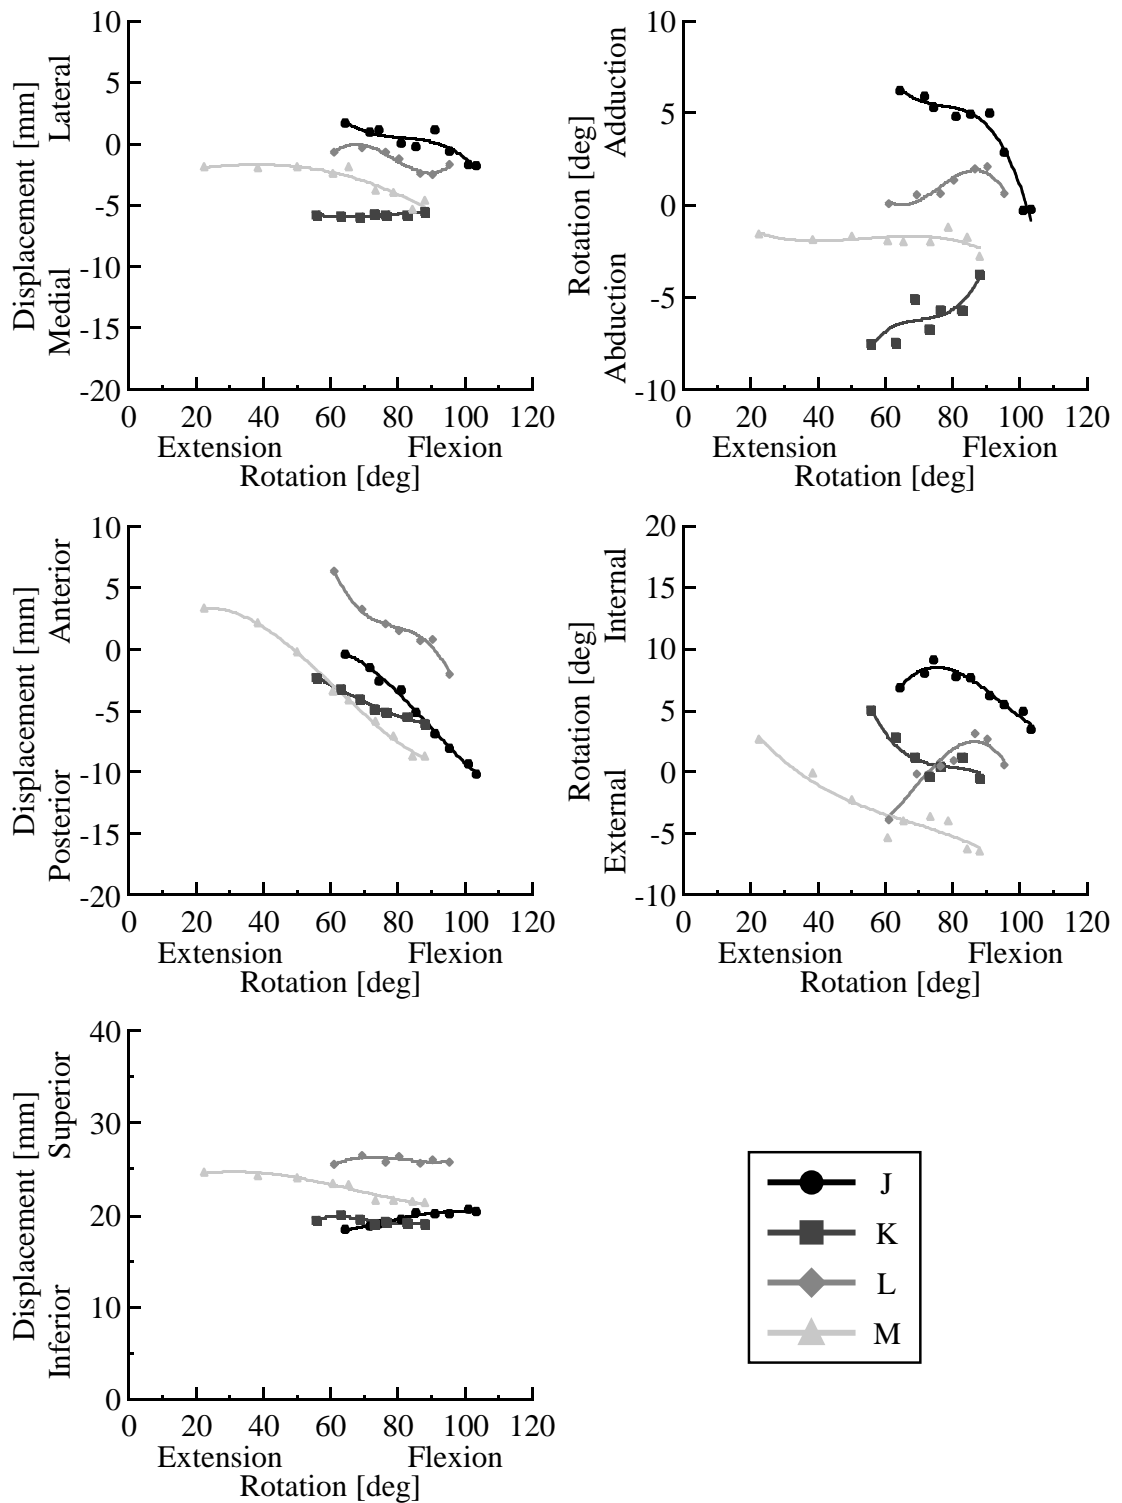 10
5
0
-5
-10
-15
-20
0 20 40 60 80 100 120
Extension Flexion
Rotation [deg]
Displacement [mm]
Medial Lateral
10
5
0
-5
-10
0 20 40 60 80 100 120
Extension Flexion
Rotation [deg]
Rotation [deg]
Abduction Adduction
10
5
0
-5
-10
-15
-20
0 20 40 60 80 100 120
Extension Flexion
Rotation [deg]
Displacement [mm]
Posterior Anterior
20
15
10
5
0
-5
-10
0 20 40 60 80 100 120
Extension Flexion
Rotation [deg]
Rotation [deg]
External Internal
40
30
20
10
0
0 20 40 60 80 100 120
Extension Flexion
Rotation [deg]
Displacement [mm]
Inferior Superior
J
K
L
M